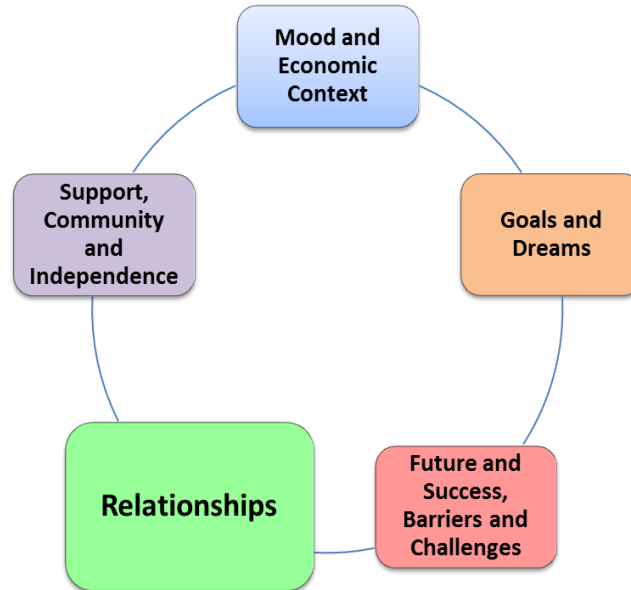 Mood and
Economic
Context
Goals and
Dreams
Future and
Success,
Barriers and
Challenges
Relationships
Support,
Community
and
Independence